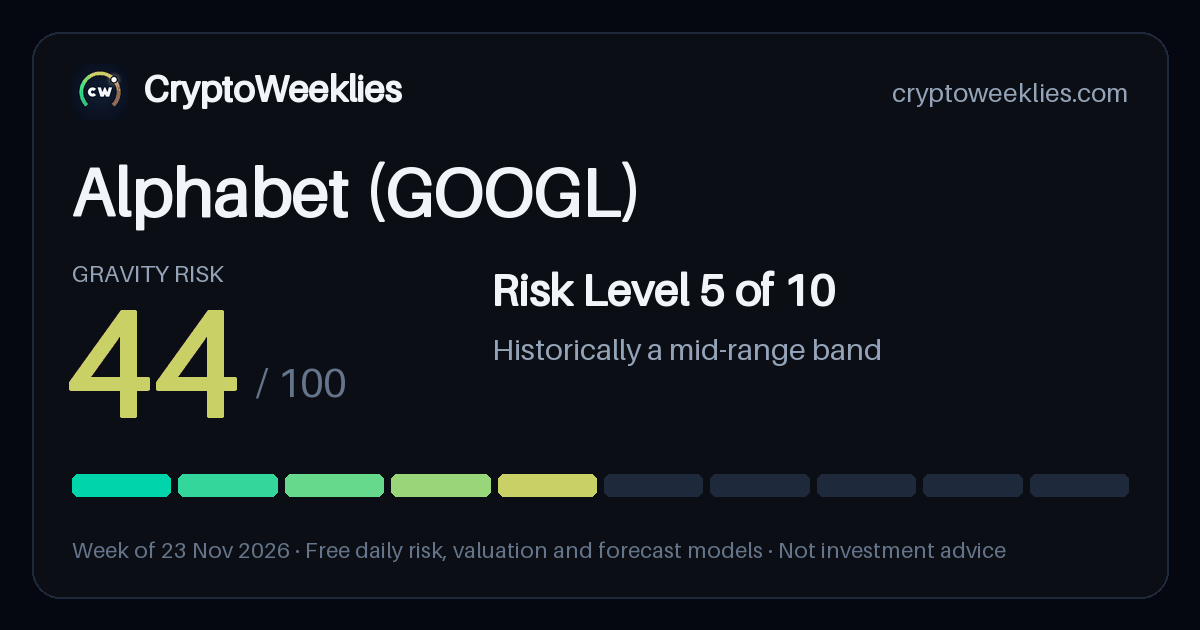 CW
CryptoWeeklies
cryptoweeklies.com
Alphabet (GOOGL)
GRAVITY RISK
44 / 100
Risk Level 5 of 10
Historically a mid-range band
Week of 23 Nov 2026 · Free daily risk, valuation and forecast models · Not investment advice